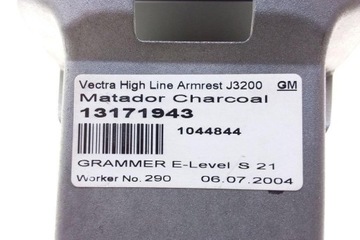 Vectra High Line Armrest J3200 GM
Matador Charcoal
13171943
1044844
GRAMMER E-Level S 21
Worker No. 290 06.07.2004